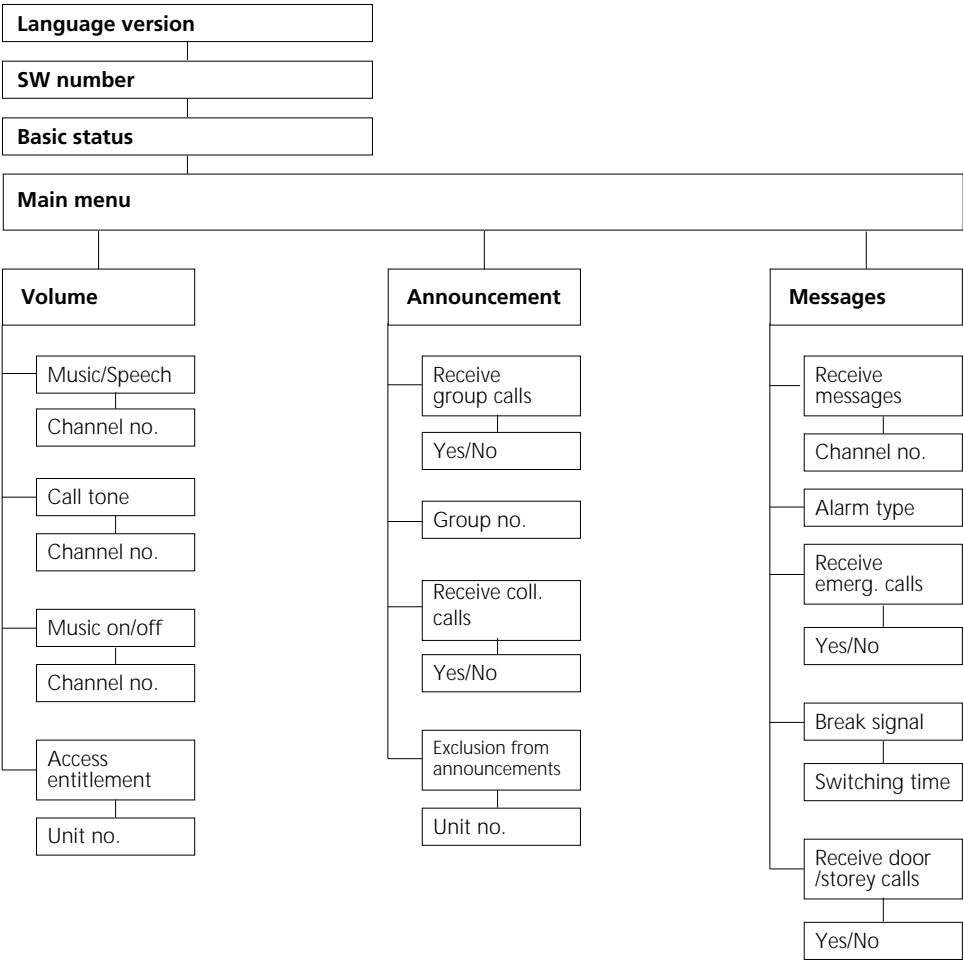 Language version
SW number
Basic status
Main menu
Volume
Music/Speech
Channel no.
Call tone
Channel no.
Music on/off
Channel no.
Access
entitlement
Unit no.
Announcement
Receive
group calls
Yes/No
Group no.
Receive coll.
calls
Yes/No
Exclusion from
announcements
Unit no.
Messages
Receive
messages
Channel no.
Alarm type
Receive
emerg. calls
Yes/No
Break signal
Switching time
Receive door
/storey calls
Yes/No